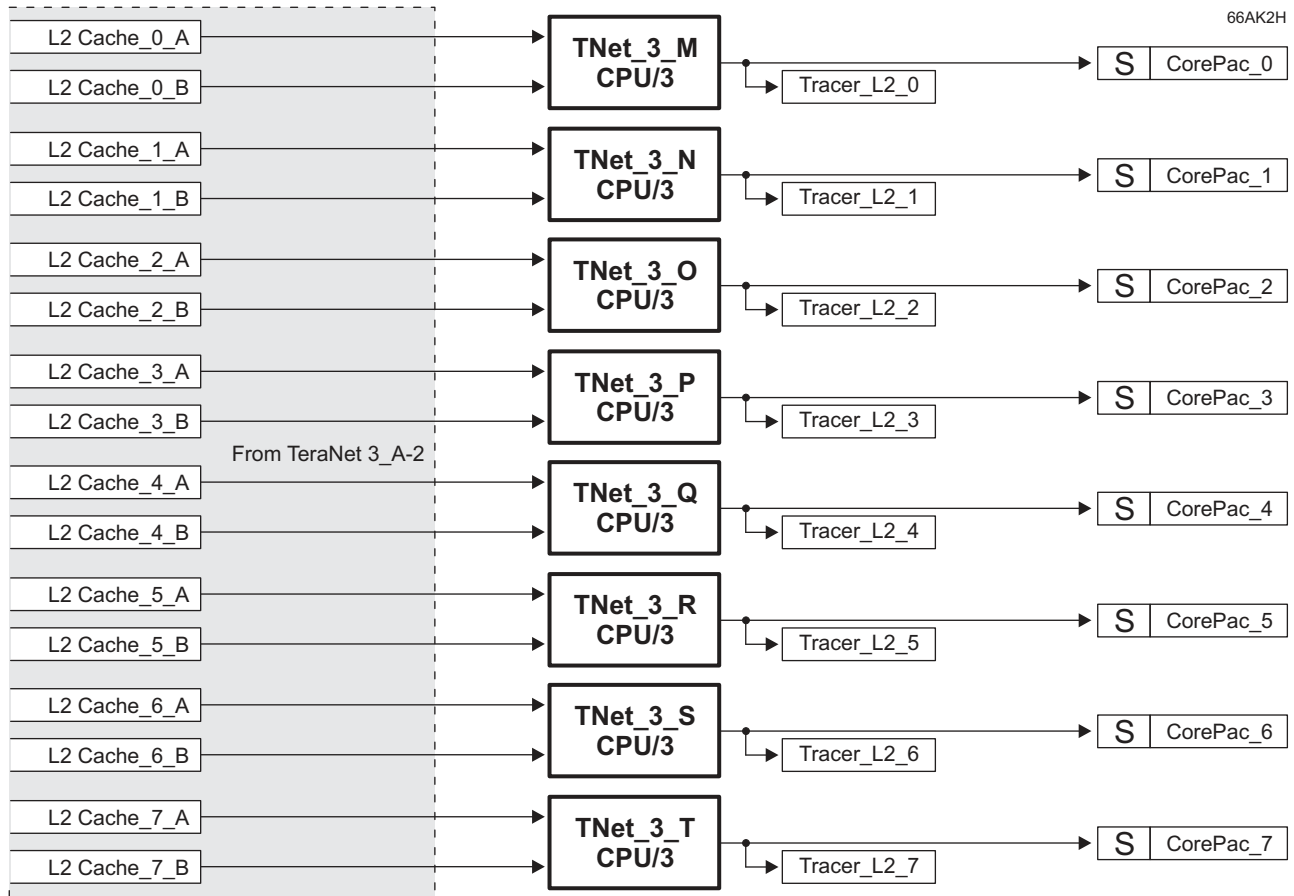 66AK2H
L2 Cache_0_A
TNet_3_M
CPU/3
S CorePac_0
L2 Cache_0_B
Tracer_L2_0
L2 Cache_1_A
TNet_3_N
CPU/3
S CorePac_1
L2 Cache_1_B
Tracer_L2_1
L2 Cache_2_A
TNet_3_O
CPU/3
S CorePac_2
L2 Cache_2_B
Tracer_L2_2
L2 Cache_3_A
TNet_3_P
CPU/3
S CorePac_3
L2 Cache_3_B
Tracer_L2_3
From TeraNet 3_A-2
L2 Cache_4_A
TNet_3_Q
CPU/3
S CorePac_4
L2 Cache_4_B
Tracer_L2_4
L2 Cache_5_A
TNet_3_R
CPU/3
S CorePac_5
L2 Cache_5_B
Tracer_L2_5
L2 Cache_6_A
TNet_3_S
CPU/3
S CorePac_6
L2 Cache_6_B
Tracer_L2_6
L2 Cache_7_A
TNet_3_T
CPU/3
S CorePac_7
L2 Cache_7_B
Tracer_L2_7